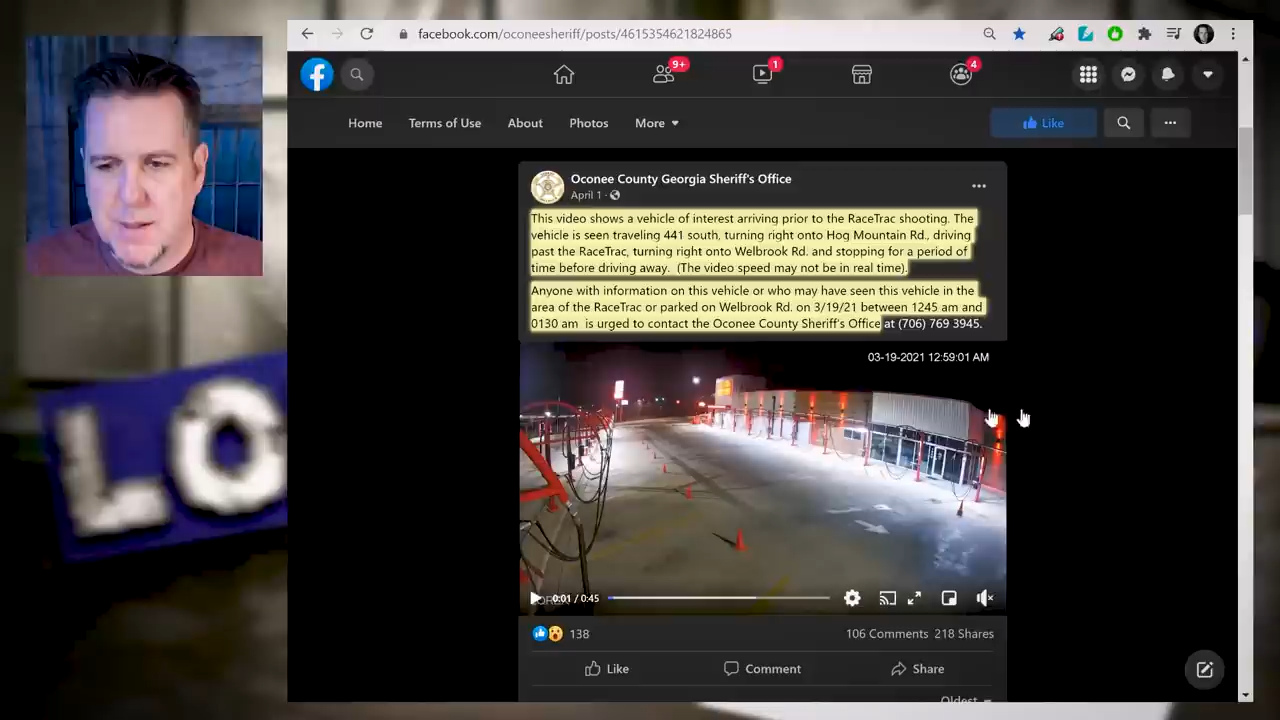 facebook.com/oconeesheriff/posts/4615354621824865
9+
1
4
Home Terms of Use About Photos More Like
Oconee County Georgia Sheriff's Office
April 1 ·
This video shows a vehicle of interest arriving prior to the RaceTrac shooting. The
vehicle is seen traveling 441 south, turning right onto Hog Mountain Rd., driving
past the RaceTrac, turning right onto Welbrook Rd. and stopping for a period of
time before driving away. (The video speed may not be in real time).
Anyone with information on this vehicle or who may have seen this vehicle in the
area of the RaceTrac or parked on Welbrook Rd. on 3/19/21 between 1245 am and
0130 am is urged to contact the Oconee County Sheriff's Office at (706) 769 3945.
03-19-2021 12:59:01 AM
0:01 / 0:45
138
106 Comments 218 Shares
Like Comment Share
Oldest
LO